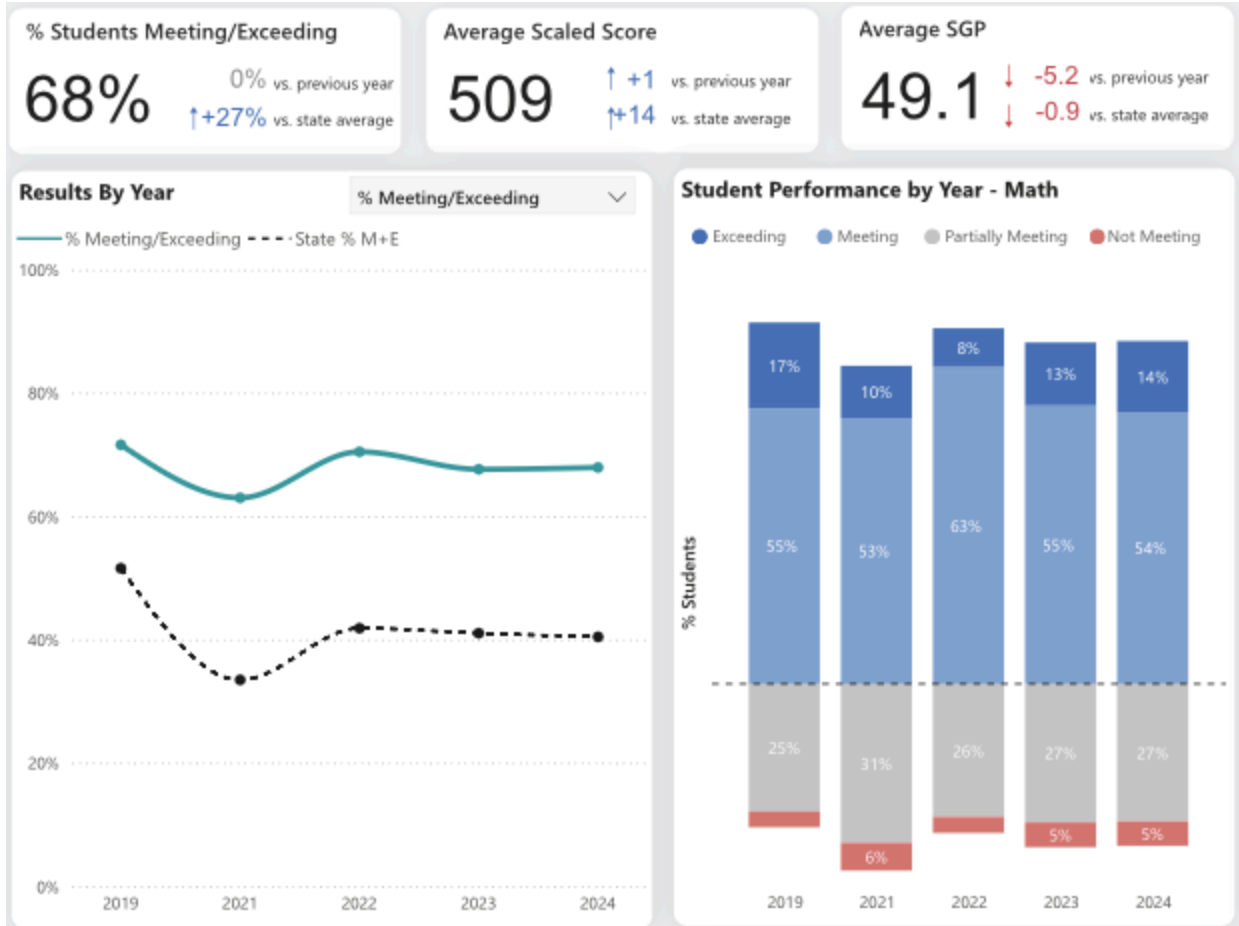 % Students Meeting/Exceeding
68%
0% vs. previous year
↑+27% vs. state average
Average Scaled Score
509
↑ +1 vs. previous year
↑+14 vs. state average
Average SGP
49.1
↓ -5.2 vs. previous year
↓ -0.9 vs. state average
Results By Year
% Meeting/Exceeding
% Meeting/Exceeding State % M+E
100%
80%
60%
40%
20%
0%
2019 2021 2022 2023 2024
Student Performance by Year - Math
Exceeding Meeting Partially Meeting Not Meeting
% Students
17% 10% 8% 13% 14%
55% 53% 63% 55% 54%
25% 31% 26% 27% 27%
6% 5% 5%
2019 2021 2022 2023 2024